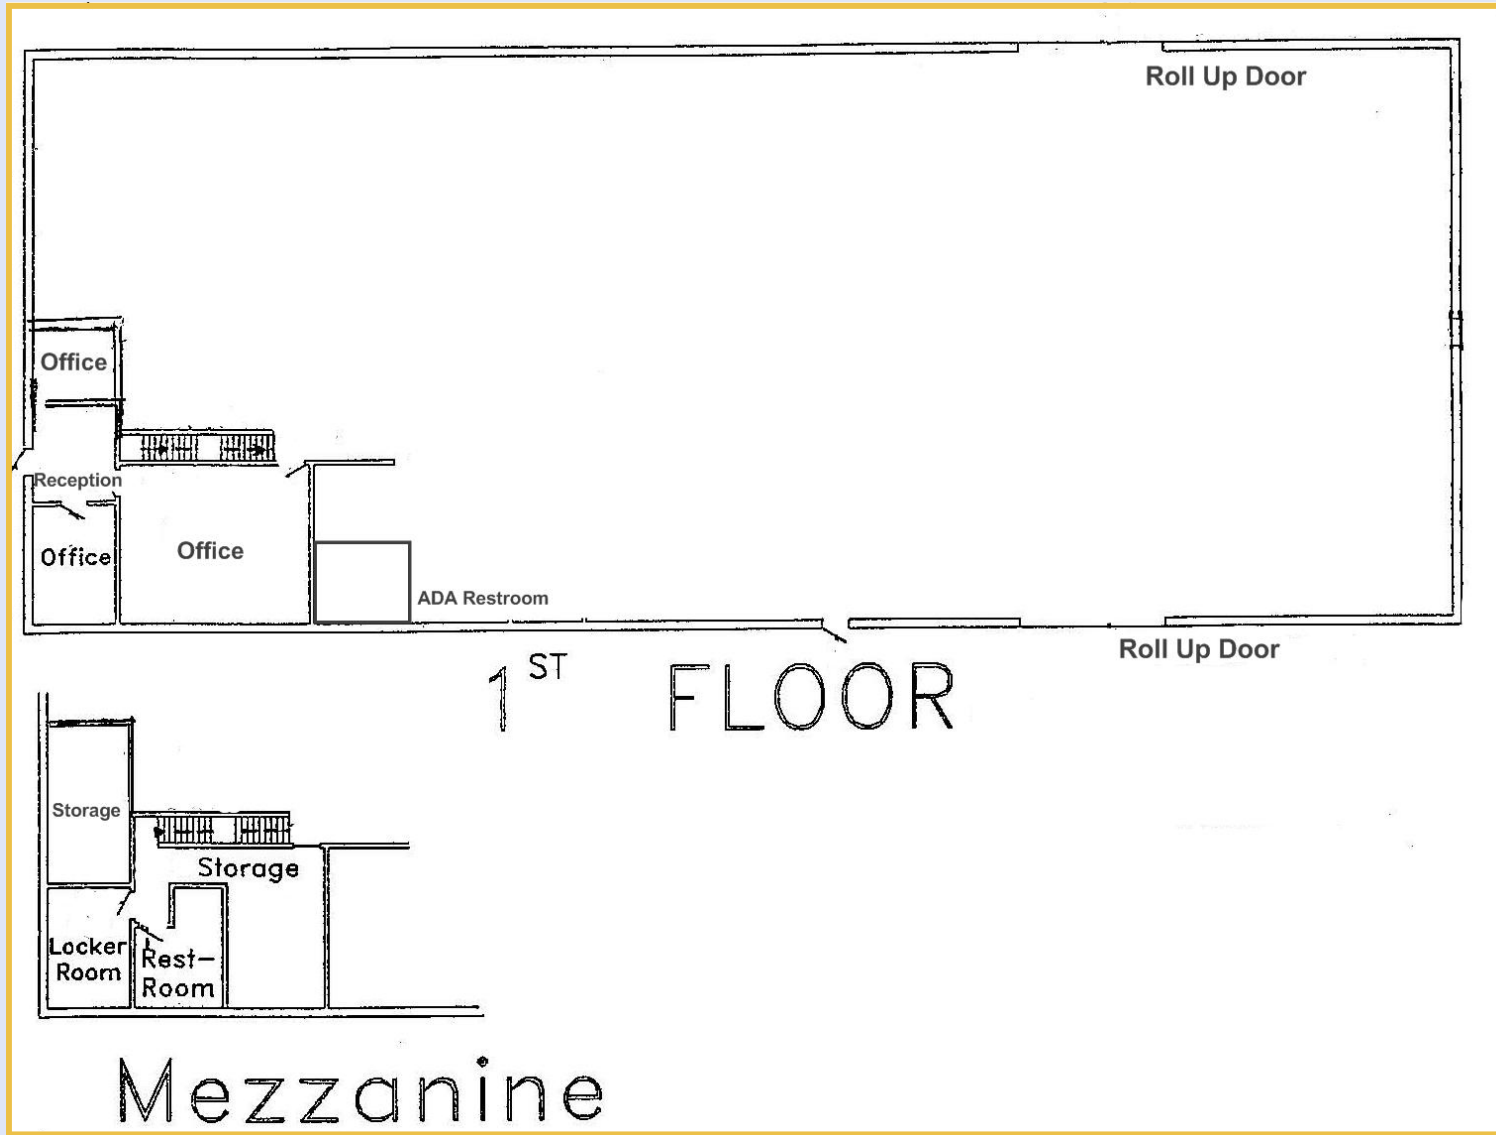 Roll Up Door
Office
Reception
Office
Office
ADA Restroom
Roll Up Door
1 ST FLOOR
Storage
Storage
Locker
Room
Rest-
Room
Mezzanine